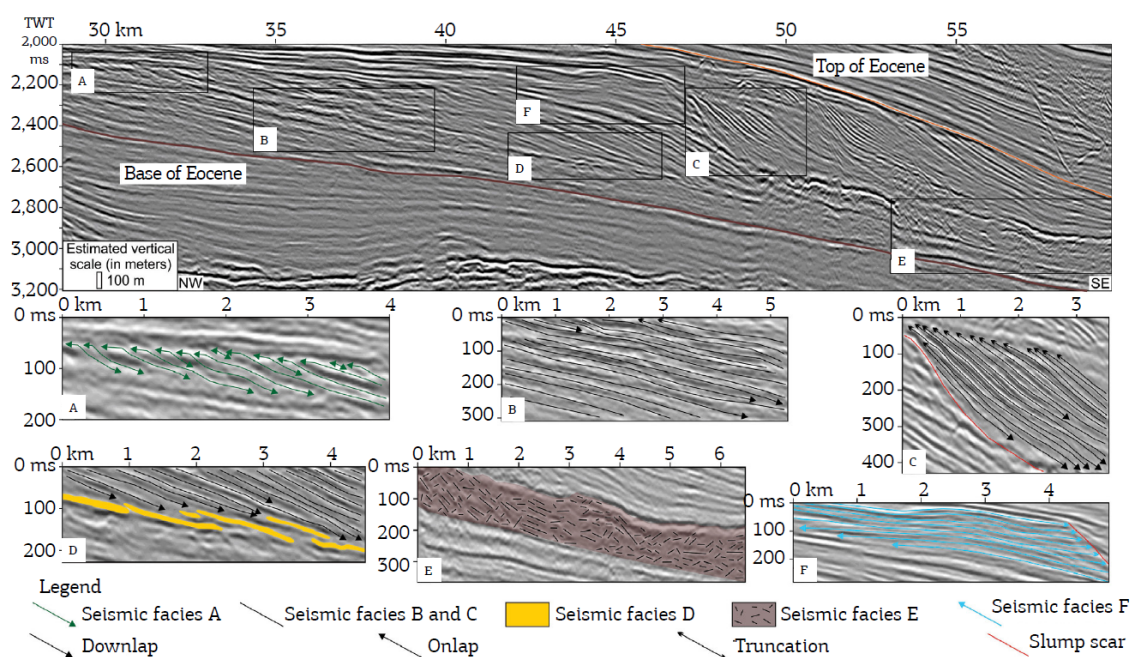 TWT 30 km 35 40 45 50 55
2,000
ms
2,200
2,400
2,600
2,800
3,000
3,200
A
B
F
D
C
E
Top of Eocene
Base of Eocene
Estimated vertical
scale (in meters)
100 m
NW
SE
0 km 1 2 3 4
0 ms
100
200
A
0 km 1 2 3 4 5
0 ms
100
200
300
B
0 km 1 2 3
0 ms
100
200
300
400
C
0 km 1 2 3 4
0 ms
100
200
D
0 km 1 2 3 4 5 6
0 ms
100
200
300
E
0 km 1 2 3 4
0 ms
100
200
F
Legend
Seismic facies A Seismic facies B and C Seismic facies D Seismic facies E Seismic facies F
Downlap Onlap Truncation Slump scar